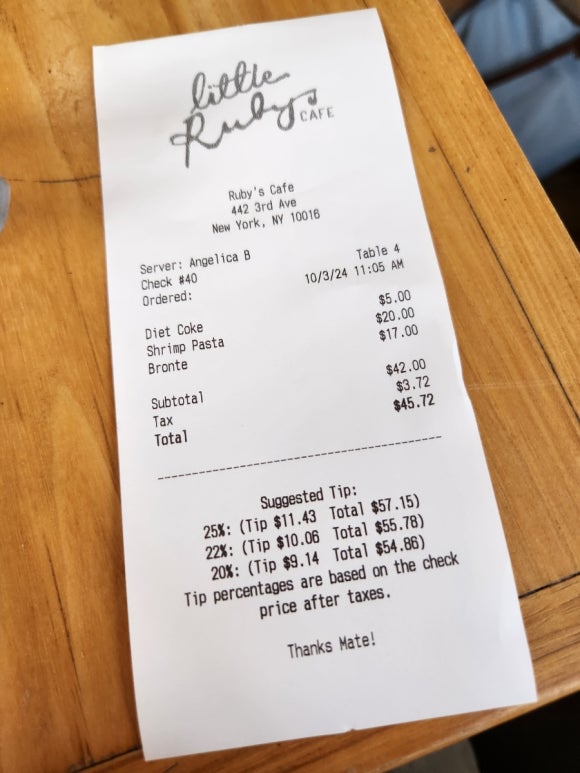 little
Rubys CAFE
Ruby's Cafe
442 3rd Ave
New York, NY 10016
Server: Angelica B
Check #40 Table 4
Ordered: 10/3/24 11:05 AM
Diet Coke $5.00
Shrimp Pasta $20.00
Bronte $17.00
Subtotal $42.00
Tax $3.72
Total $45.72
Suggested Tip:
25%: (Tip $11.43 Total $57.15)
22%: (Tip $10.06 Total $55.78)
20%: (Tip $9.14 Total $54.86)
Tip percentages are based on the check
price after taxes.
Thanks Mate!